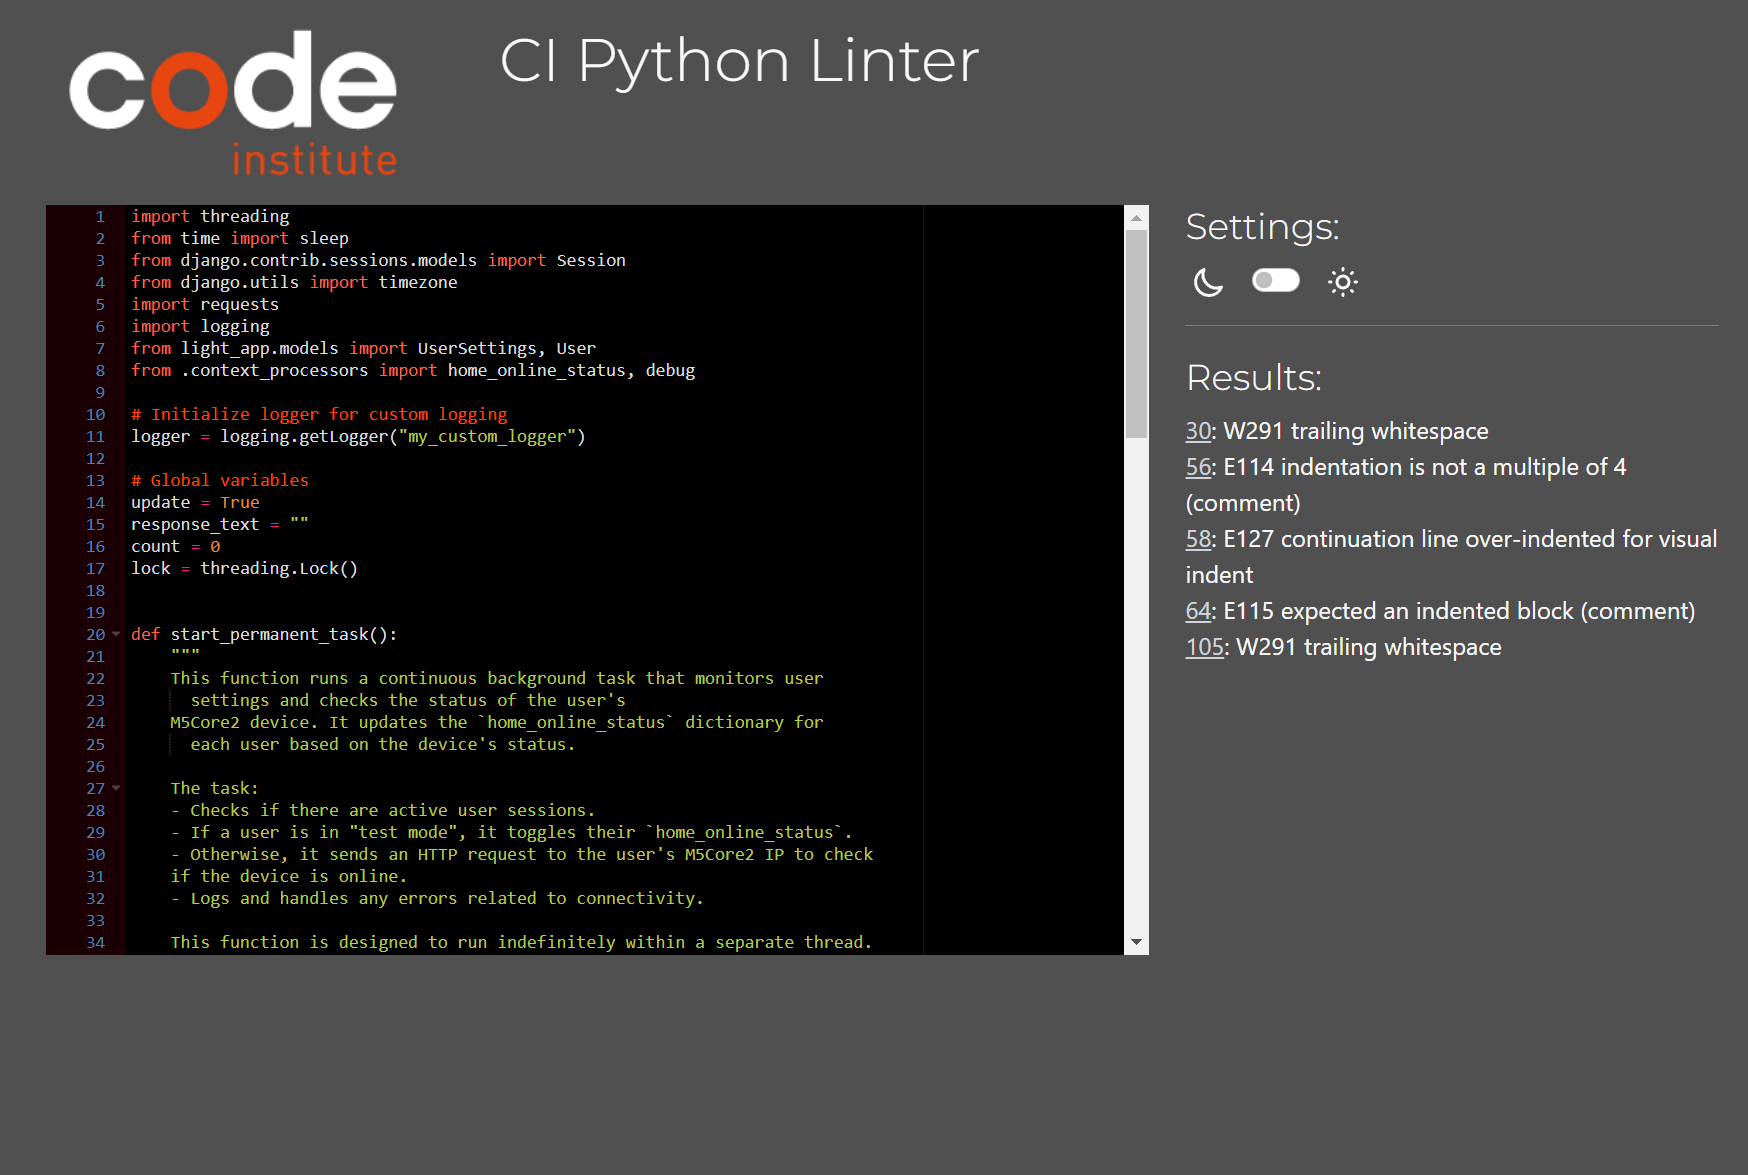 code
institute
CI Python Linter
1 import threading
2 from time import sleep
3 from django.contrib.sessions.models import Session
4 from django.utils import timezone
5 import requests
6 import logging
7 from light_app.models import UserSettings, User
8 from .context_processors import home_online_status, debug
9
10 # Initialize logger for custom logging
11 logger = logging.getLogger("my_custom_logger")
12
13 # Global variables
14 update = True
15 response_text = ""
16 count = 0
17 lock = threading.Lock()
18
19
20 def start_permanent_task():
21 """
22 This function runs a continuous background task that monitors user
23 settings and checks the status of the user's
24 M5Core2 device. It updates the `home_online_status` dictionary for
25 each user based on the device's status.
26
27 The task:
28 - Checks if there are active user sessions.
29 - If a user is in "test mode", it toggles their `home_online_status`.
30 - Otherwise, it sends an HTTP request to the user's M5Core2 IP to check
31 if the device is online.
32 - Logs and handles any errors related to connectivity.
33
34 This function is designed to run indefinitely within a separate thread.
Settings:
Results:
30: W291 trailing whitespace
56: E114 indentation is not a multiple of 4
(comment)
58: E127 continuation line over-indented for visual
indent
64: E115 expected an indented block (comment)
105: W291 trailing whitespace